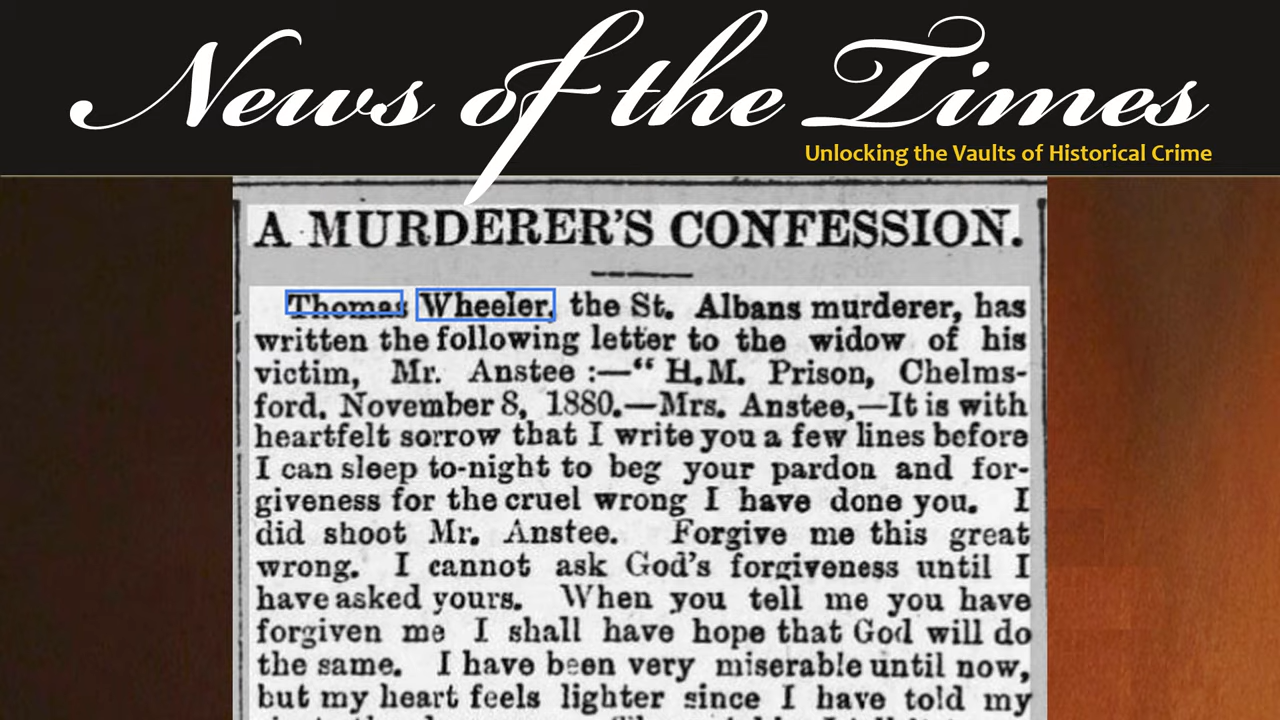 News of the Times
Unlocking the Vaults of Historical Crime
A MURDERER'S CONFESSION.
Thomas Wheeler, the St. Albans murderer, has
written the following letter to the widow of his
victim, Mr. Anstee :—“ H.M. Prison, Chelms-
ford, November 8, 1880.—Mrs. Anstee,—It is with
heartfelt sorrow that I write you a few lines before
I can sleep to-night to beg your pardon and for-
giveness for the cruel wrong I have done you. I
did shoot Mr. Anstee. Forgive me this great
wrong. I cannot ask God's forgiveness until I
have asked yours. When you tell me you have
forgiven me I shall have hope that God will do
the same. I have been very miserable until now,
but my heart feels lighter since I have told my